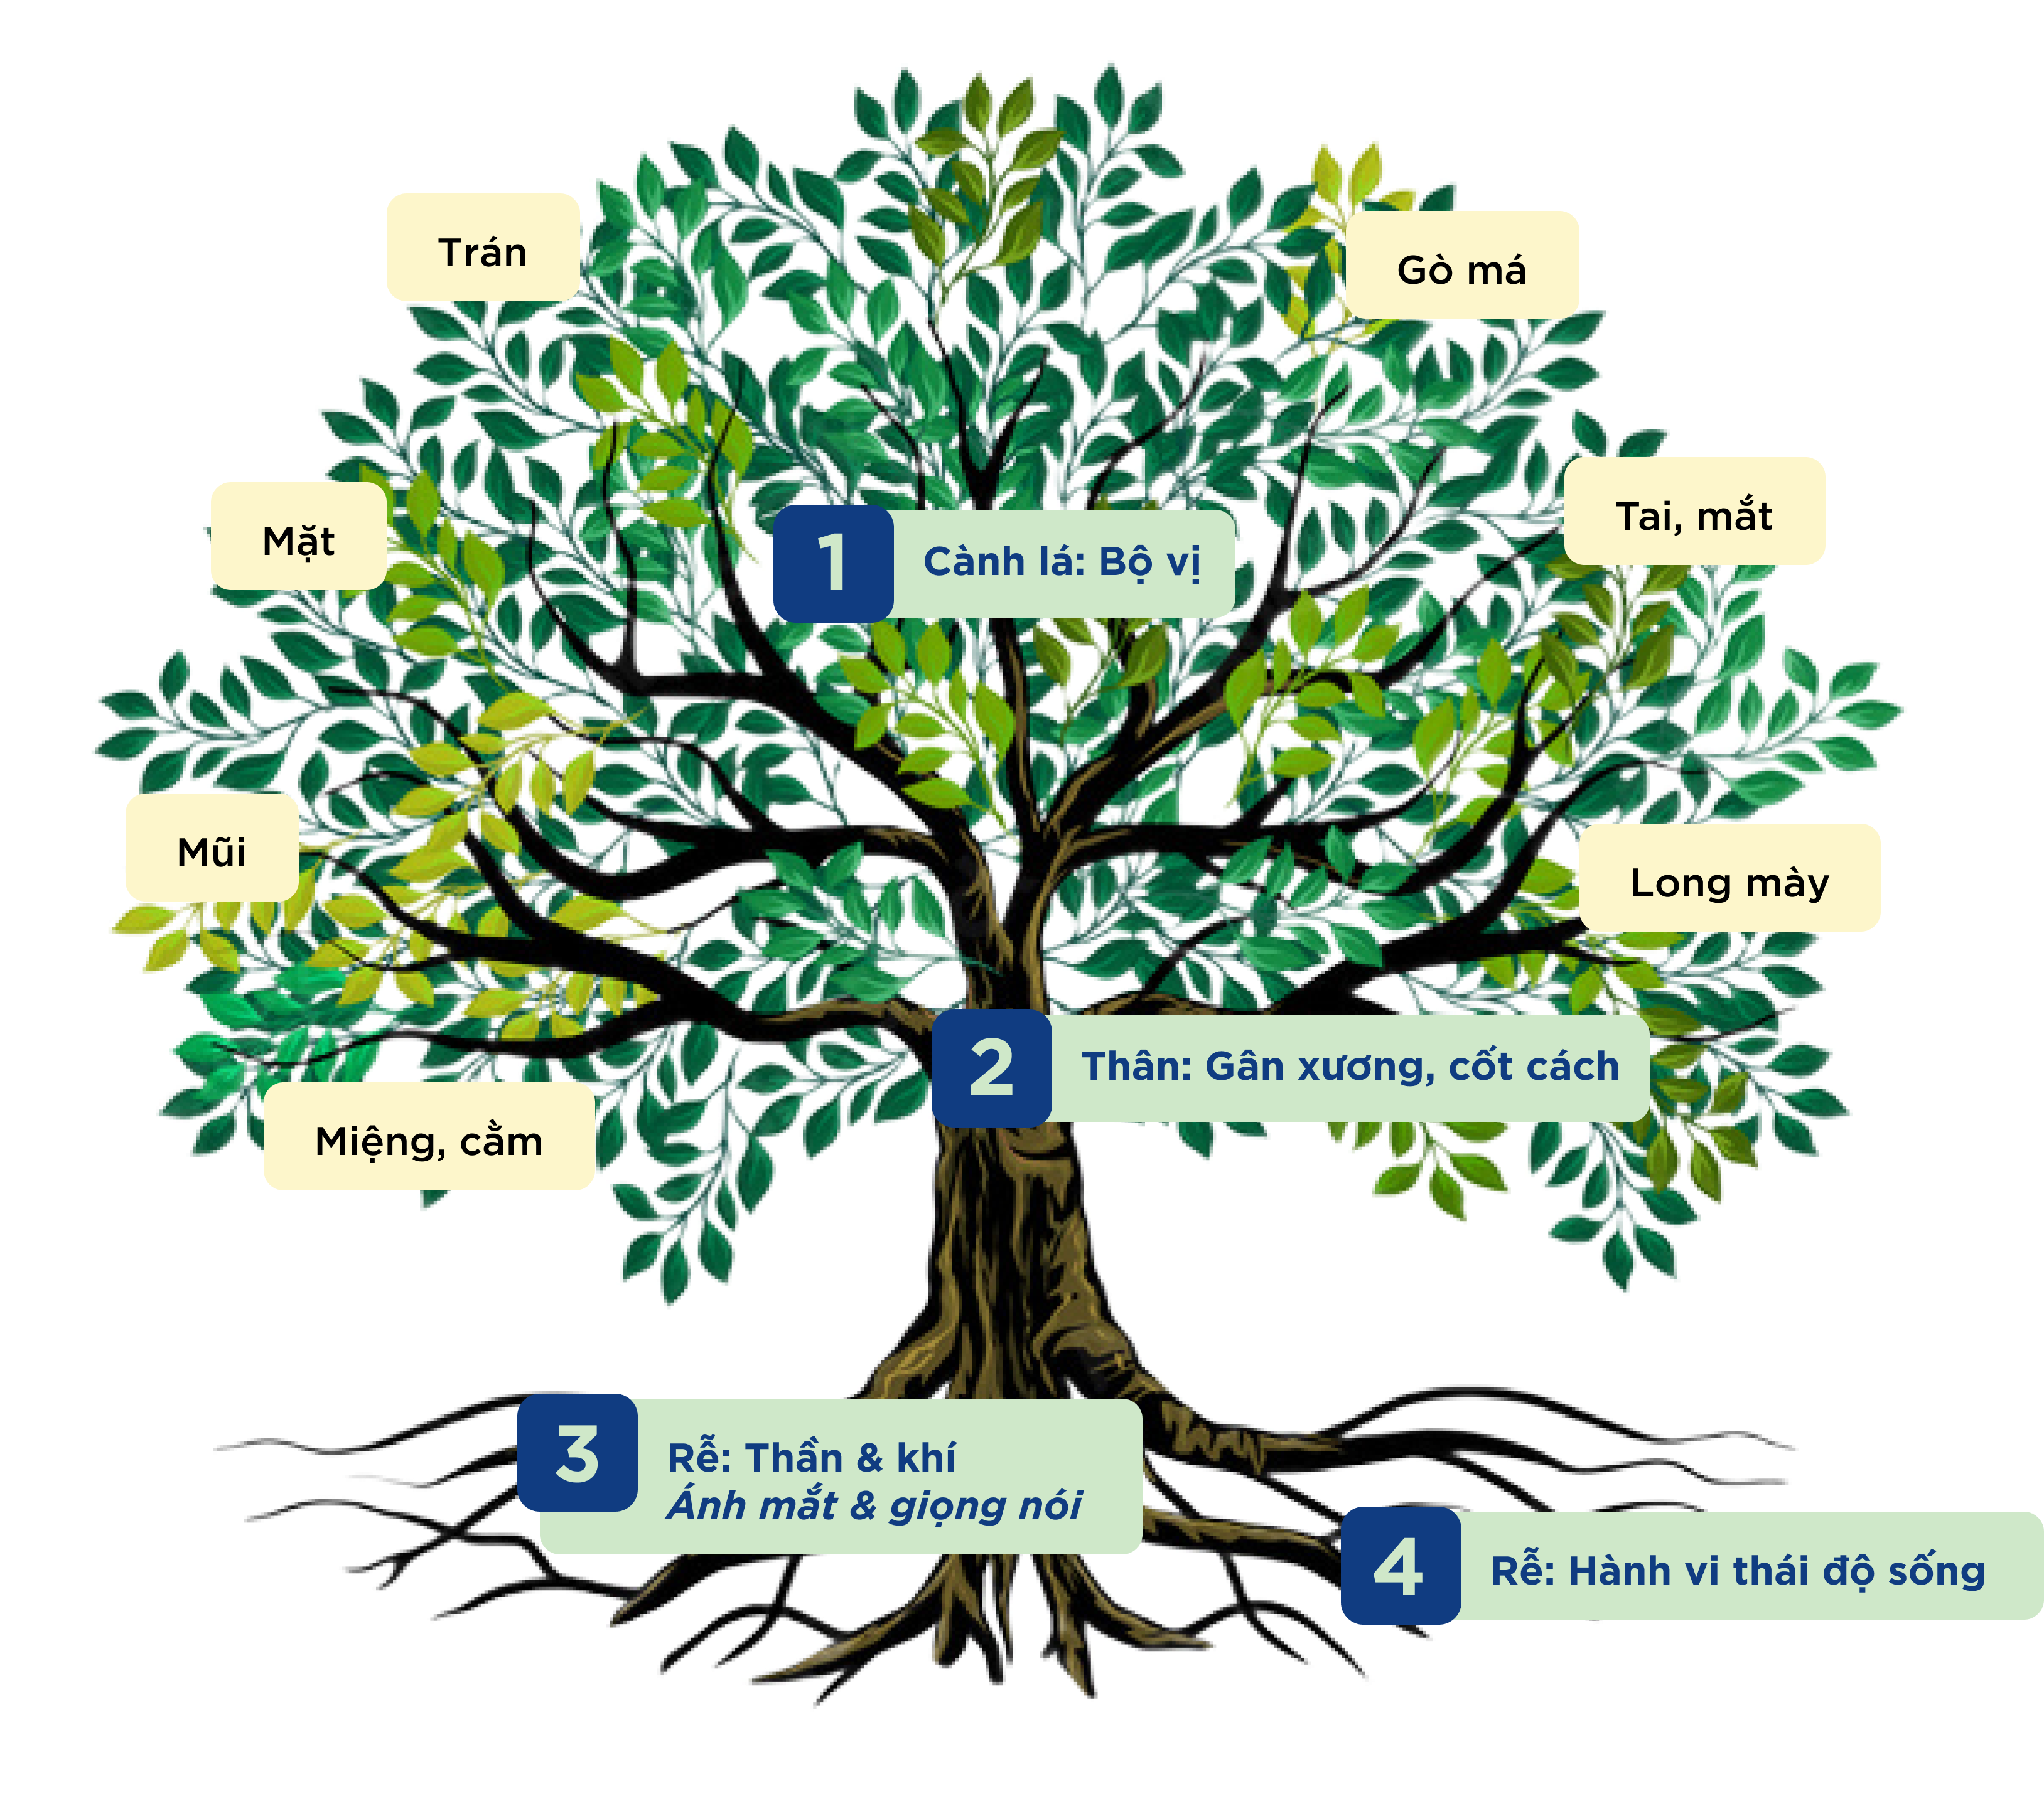 Trán
Gò má
Mặt
Tai, mắt
1
Cành lá: Bộ vị
Mũi
Long mày
2
Thân: Gân xương, cốt cách
Miệng, cằm
3
Rễ: Thần & khí
Ánh mắt & giọng nói
4
Rễ: Hành vi thái độ sống